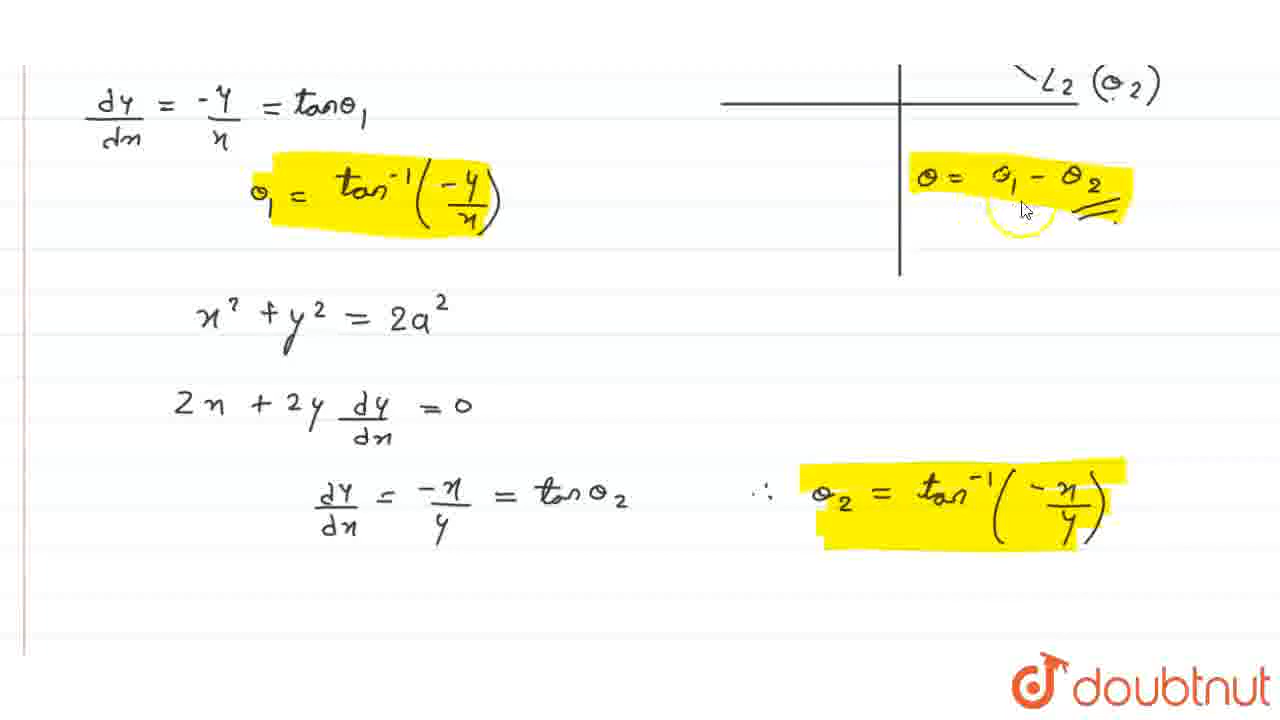 dy/dx = -y/x = tanθ₁
L₂ (θ₂)
θ₁ = tan⁻¹(-y/x)
θ = θ₁ - θ₂
x² + y² = 2a²
2x + 2y dy/dx = 0
dy/dx = -x/y = tanθ₂
∴ θ₂ = tan⁻¹(-x/y)
doubtnut